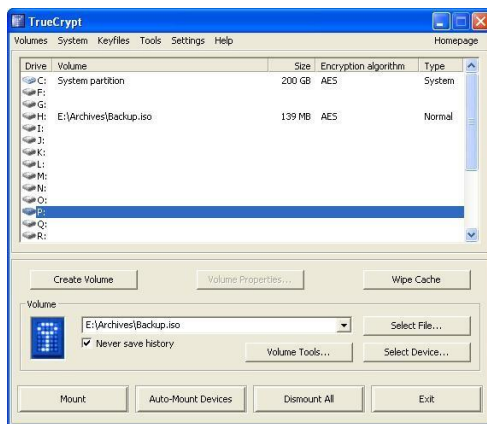 TrueCrypt
Volumes System Keyfiles Tools Settings Help Homepage
Drive Volume Size Encryption algorithm Type
C: System partition 200 GB AES System
F:
G:
H: E:\Archives\Backup.iso 139 MB AES Normal
I:
J:
K:
L:
M:
N:
O:
P:
Q:
R:
Create Volume Volume Properties... Wipe Cache
Volume
E:\Archives\Backup.iso Select File...
Never save history Volume Tools... Select Device...
Mount Auto-Mount Devices Dismount All Exit